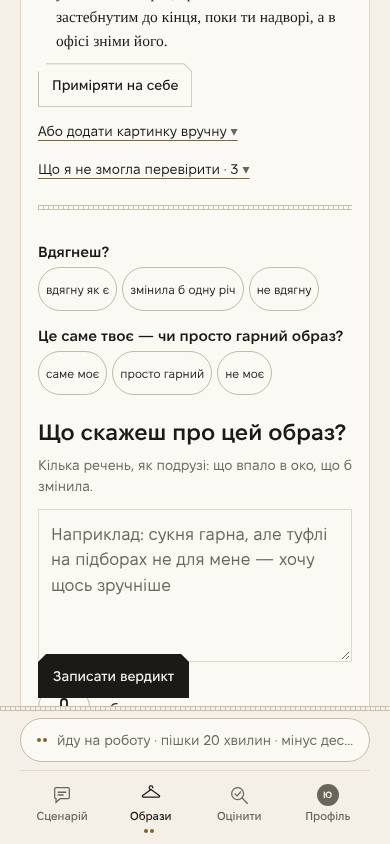 застебнутим до кінця, поки ти надворі, а в
офісі зніми його.
Приміряти на себе
Або додати картинку вручну ▾
Що я не змогла перевірити · 3 ▾
Вдягнеш?
вдягну як є
змінила б одну річ
не вдягну
Це саме твоє — чи просто гарний образ?
саме моє
просто гарний
не моє
Що скажеш про цей образ?
Кілька речень, як подрузі: що впало в око, що б
змінила.
Наприклад: сукня гарна, але туфлі
на підборах не для мене — хочу
щось зручніше
Записати вердикт
йду на роботу · пішки 20 хвилин · мінус дес…
Сценарій
Образи
Оцінити
Ю
Профіль